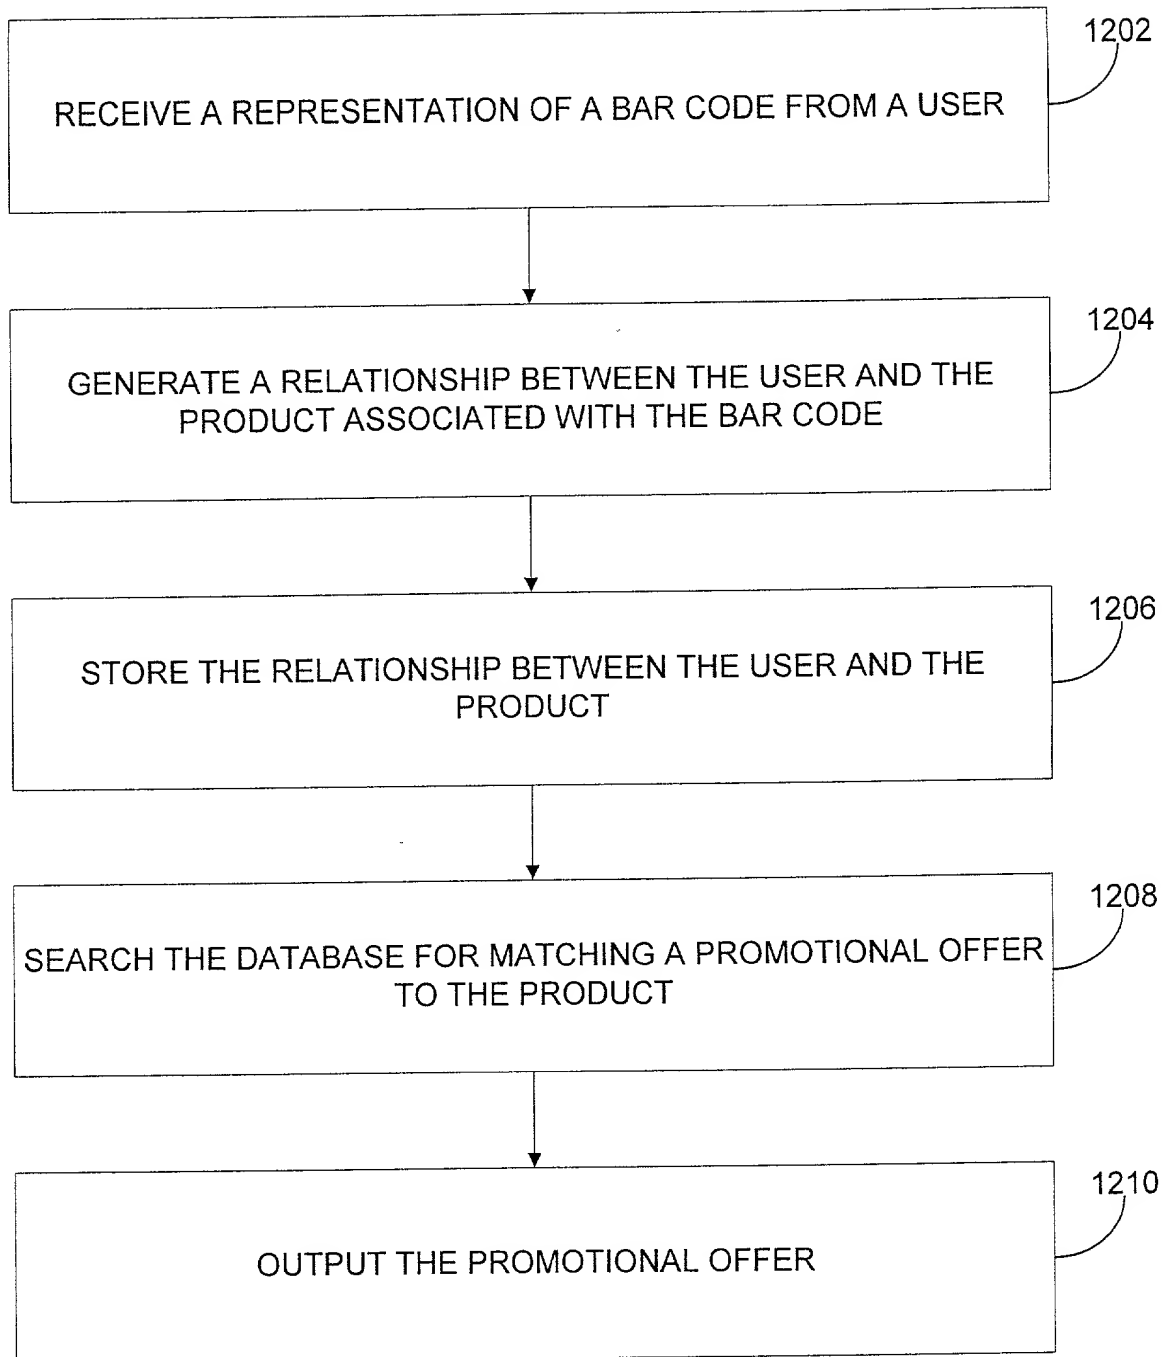 1202
RECEIVE A REPRESENTATION OF A BAR CODE FROM A USER
1204
GENERATE A RELATIONSHIP BETWEEN THE USER AND THE
PRODUCT ASSOCIATED WITH THE BAR CODE
1206
STORE THE RELATIONSHIP BETWEEN THE USER AND THE
PRODUCT
1208
SEARCH THE DATABASE FOR MATCHING A PROMOTIONAL OFFER
TO THE PRODUCT
1210
OUTPUT THE PROMOTIONAL OFFER